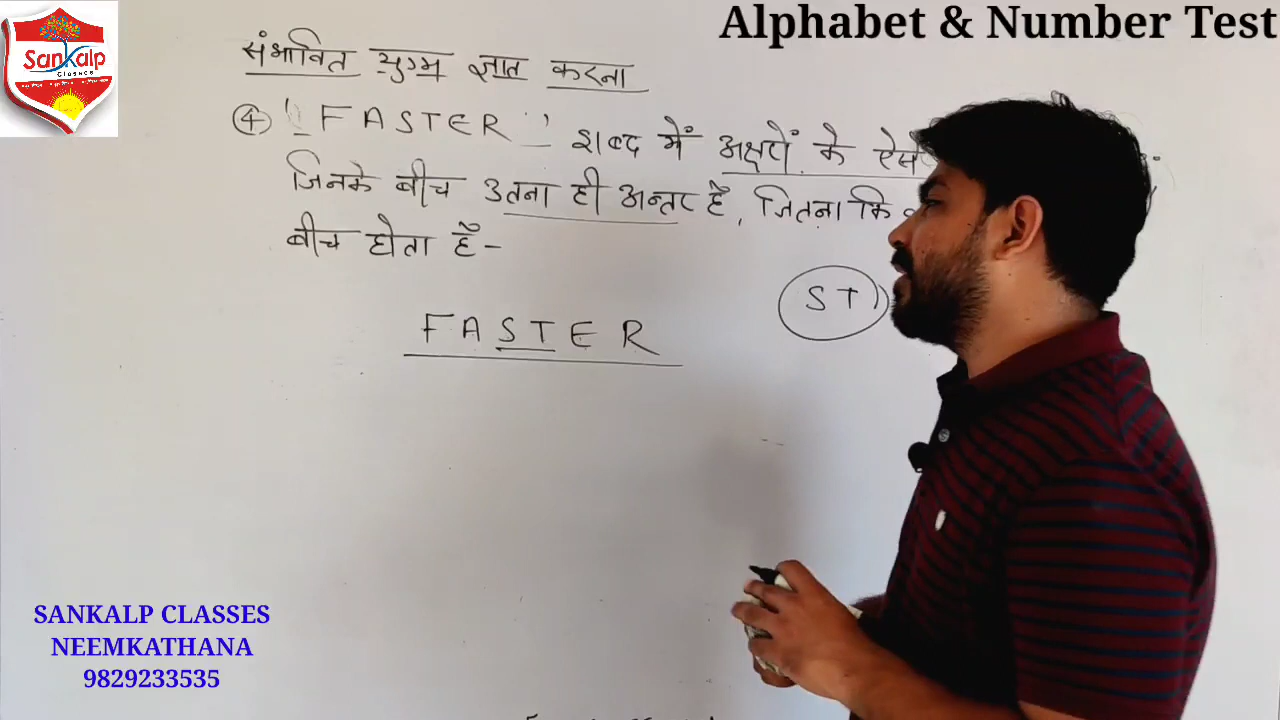 Alphabet & Number Test
Sankalp
Classes
संभावित युग्म ज्ञात करना
④ "FASTER" शब्द में अक्षरों के ऐसे
जिनके बीच उतना ही अन्तर है, जितना कि
बीच होता है-
ST
FASTER
SANKALP CLASSES
NEEMKATHANA
9829233535